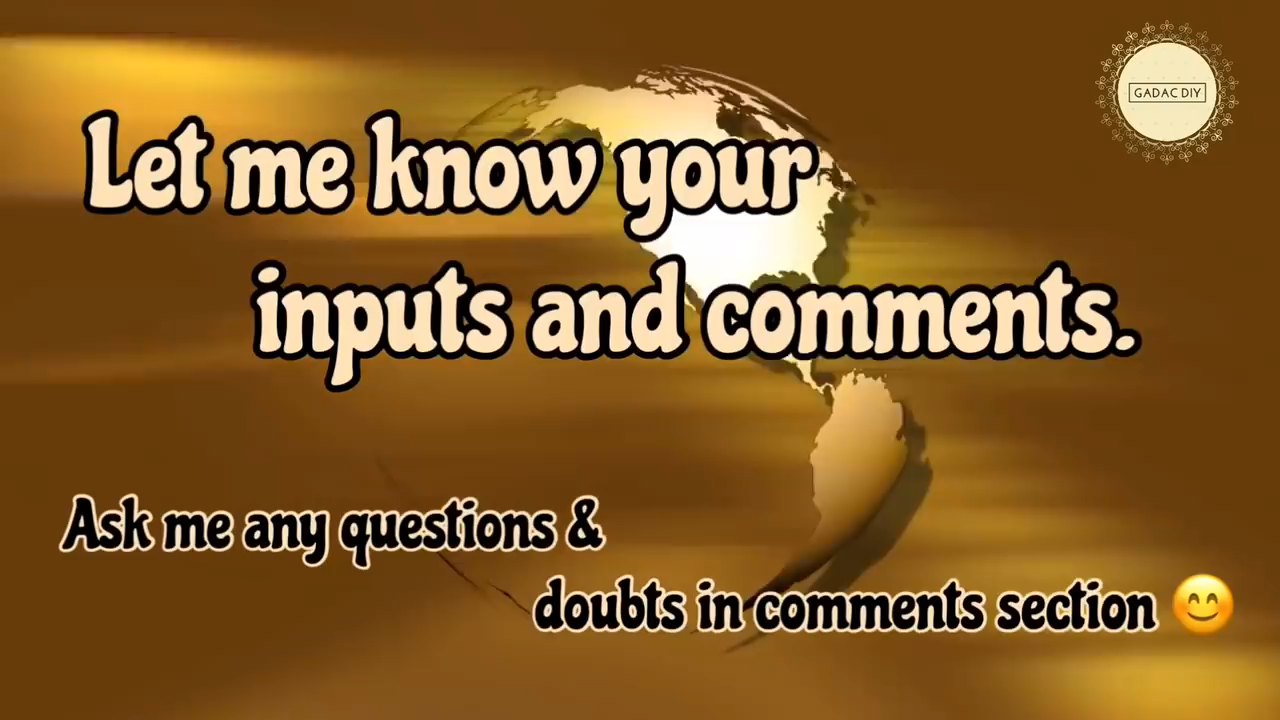 GADAC DIY
Let me know your
inputs and comments.
Ask me any questions &
doubts in comments section 😊